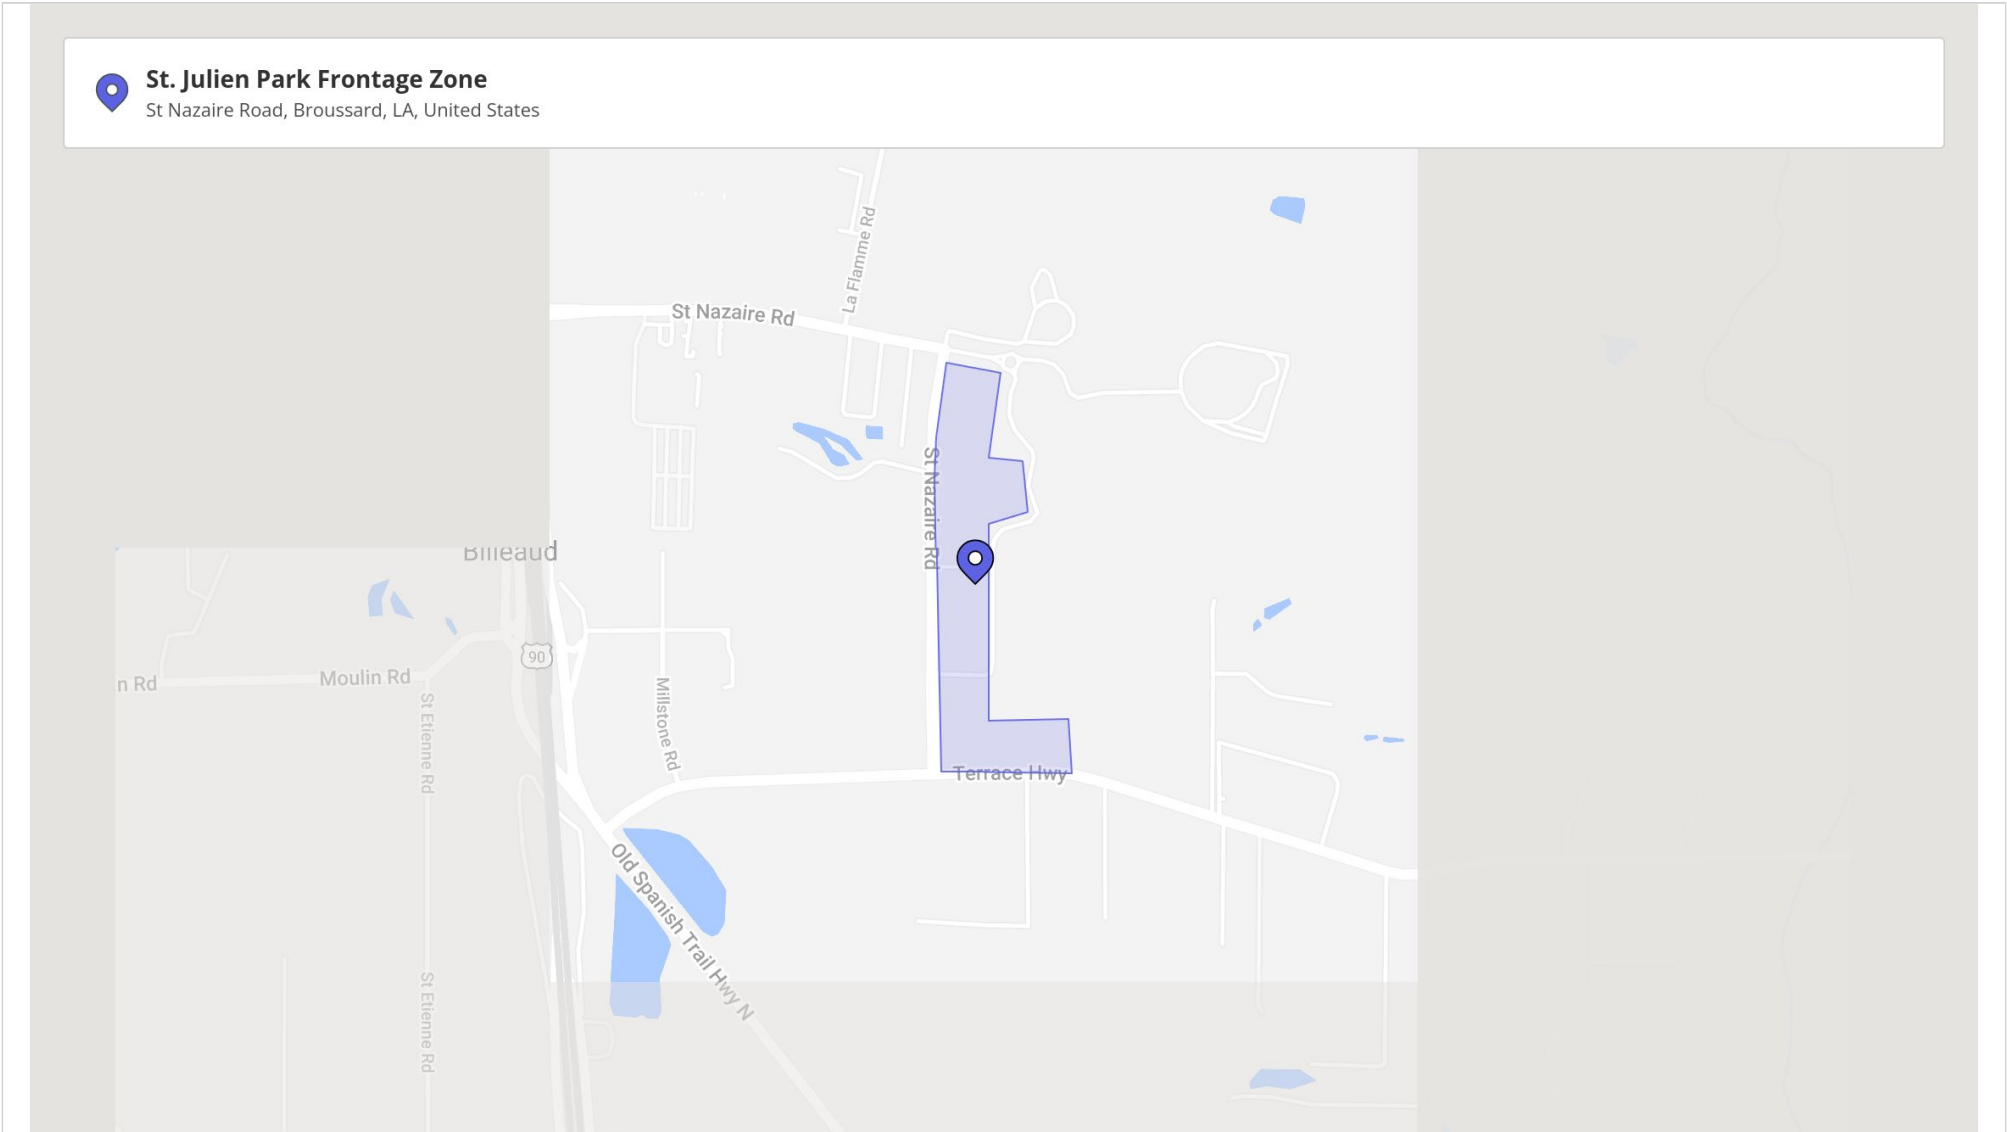 St. Julien Park Frontage Zone
St Nazaire Road, Broussard, LA, United States
La Flamme Rd
St Nazaire Rd
St Nazaire Rd
Billeaud
90
n Rd
Moulin Rd
St Etienne Rd
Millstone Rd
Terrace Hwy
Old Spanish Trail Hwy N
St Etienne Rd